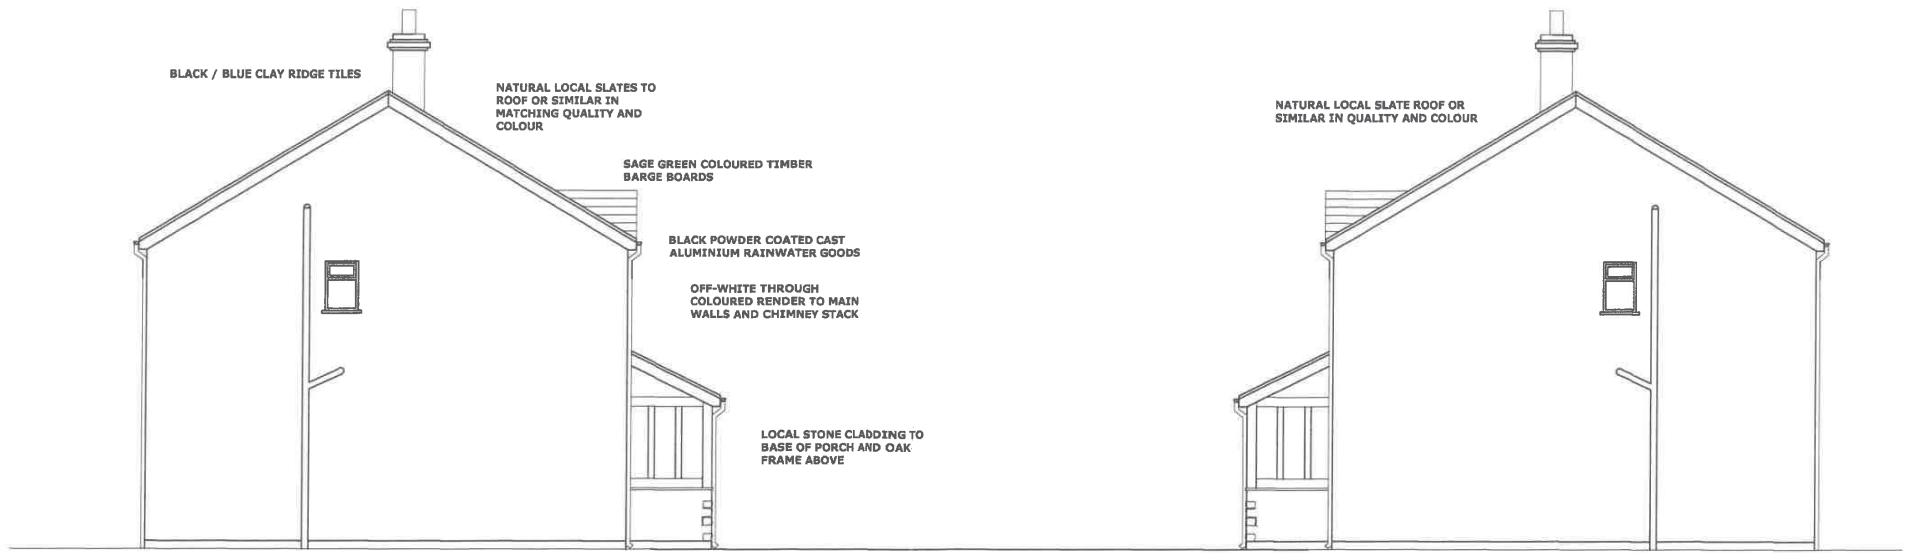 BLACK / BLUE CLAY RIDGE TILES
NATURAL LOCAL SLATES TO
ROOF OR SIMILAR IN
MATCHING QUALITY AND
COLOUR
SAGE GREEN COLOURED TIMBER
BARGE BOARDS
BLACK POWDER COATED CAST
ALUMINIUM RAINWATER GOODS
OFF-WHITE THROUGH
COLOURED RENDER TO MAIN
WALLS AND CHIMNEY STACK
LOCAL STONE CLADDING TO
BASE OF PORCH AND OAK
FRAME ABOVE
NATURAL LOCAL SLATE ROOF OR
SIMILAR IN QUALITY AND COLOUR